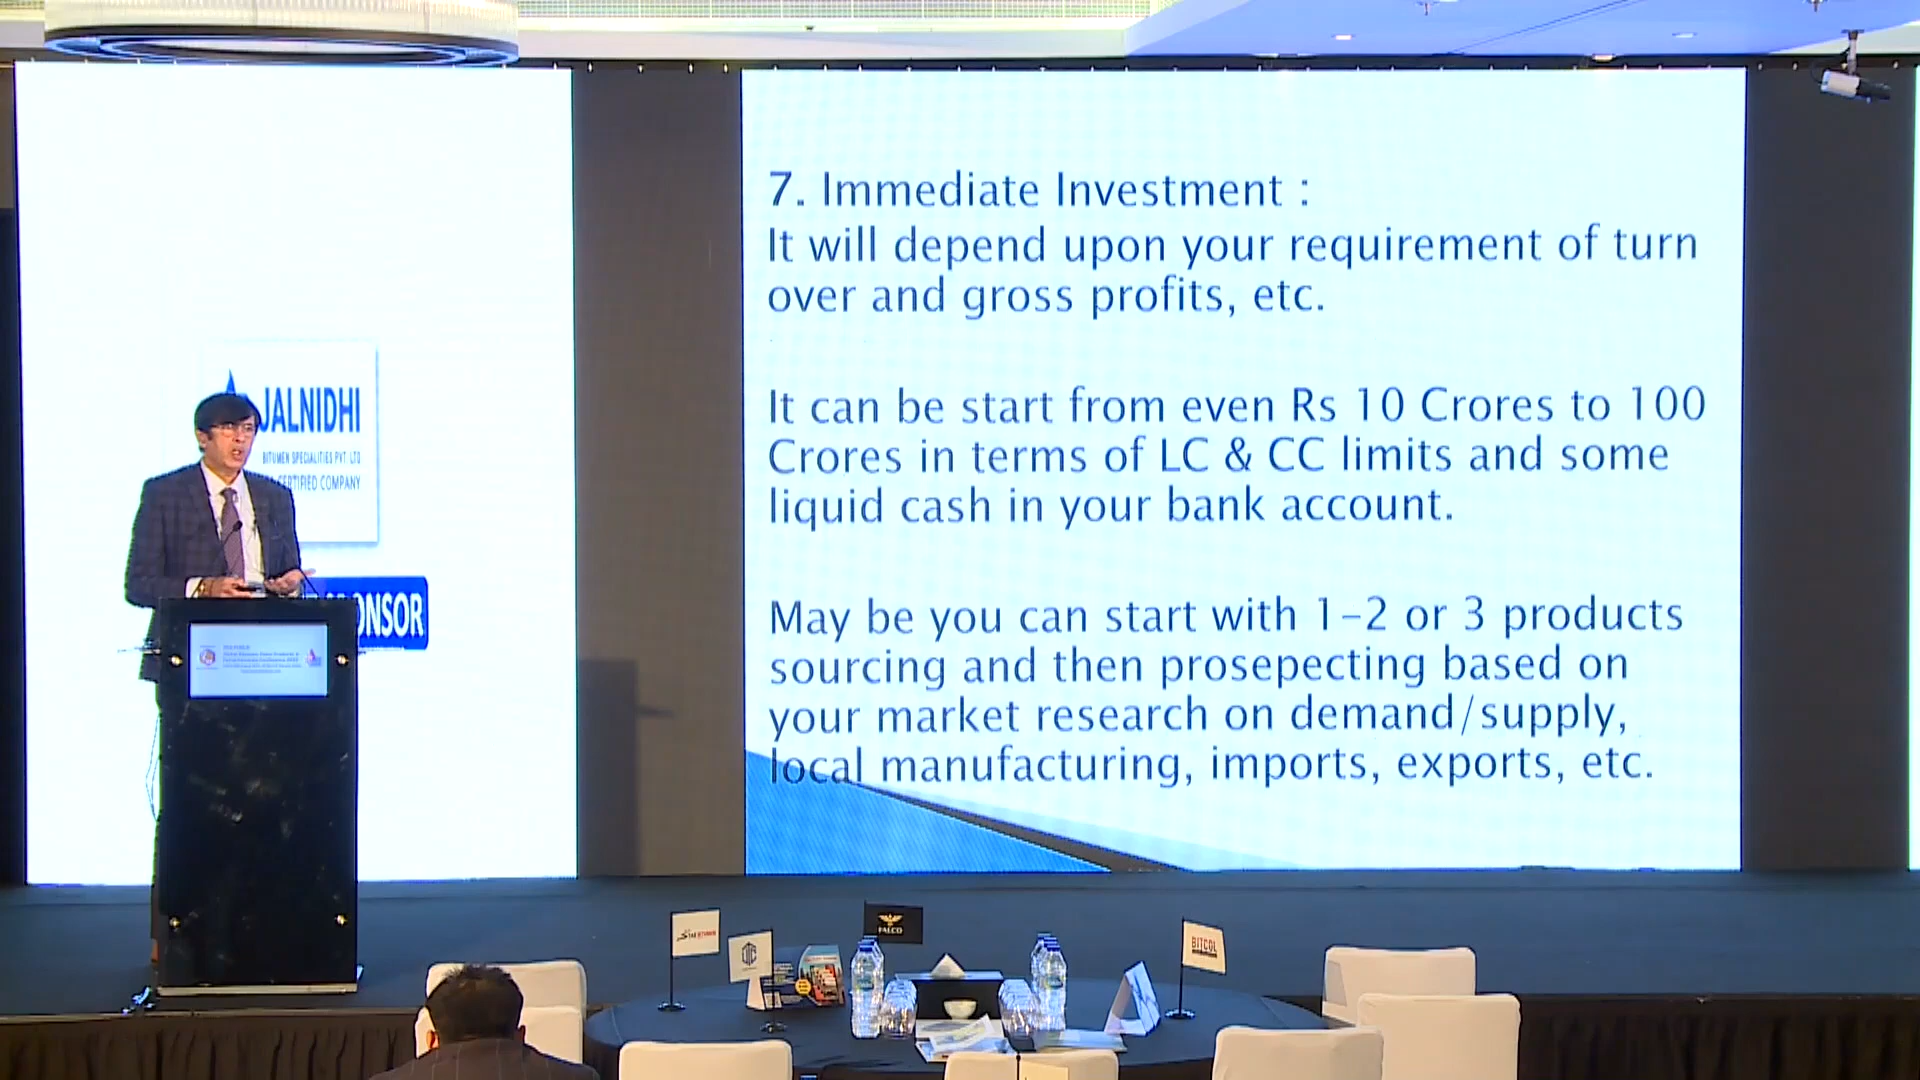 7. Immediate Investment :
It will depend upon your requirement of turn
over and gross profits, etc.
It can be start from even Rs 10 Crores to 100
Crores in terms of LC & CC limits and some
liquid cash in your bank account.
May be you can start with 1-2 or 3 products
sourcing and then prosepecting based on
your market research on demand/supply,
local manufacturing, imports, exports, etc.
JALNIDHI
BITUMEN SPECIALITIES PVT. LTD
CERTIFIED COMPANY
ONSOR
FALCO
BITCOL